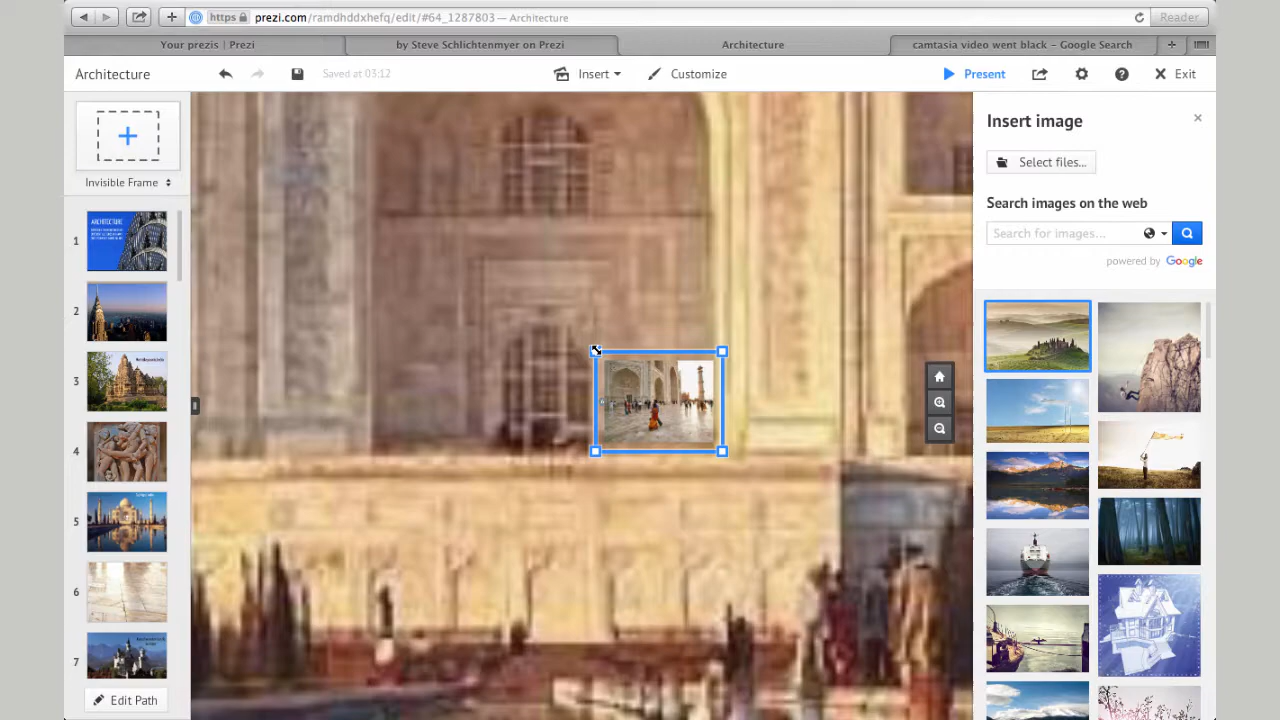 https prezi.com/ramdhddxhefq/edit/#64_1287803 — Architecture
Reader
Your prezis | Prezi
by Steve Schlichtenmyer on Prezi
Architecture
camtasia video went black – Google Search
Architecture
Saved at 03:12
Insert
Customize
Present
Exit
Invisible Frame
1
ARCHITECTURE
2
3
4
5
6
7
Edit Path
Insert image
Select files...
Search images on the web
Search for images...
powered by Google